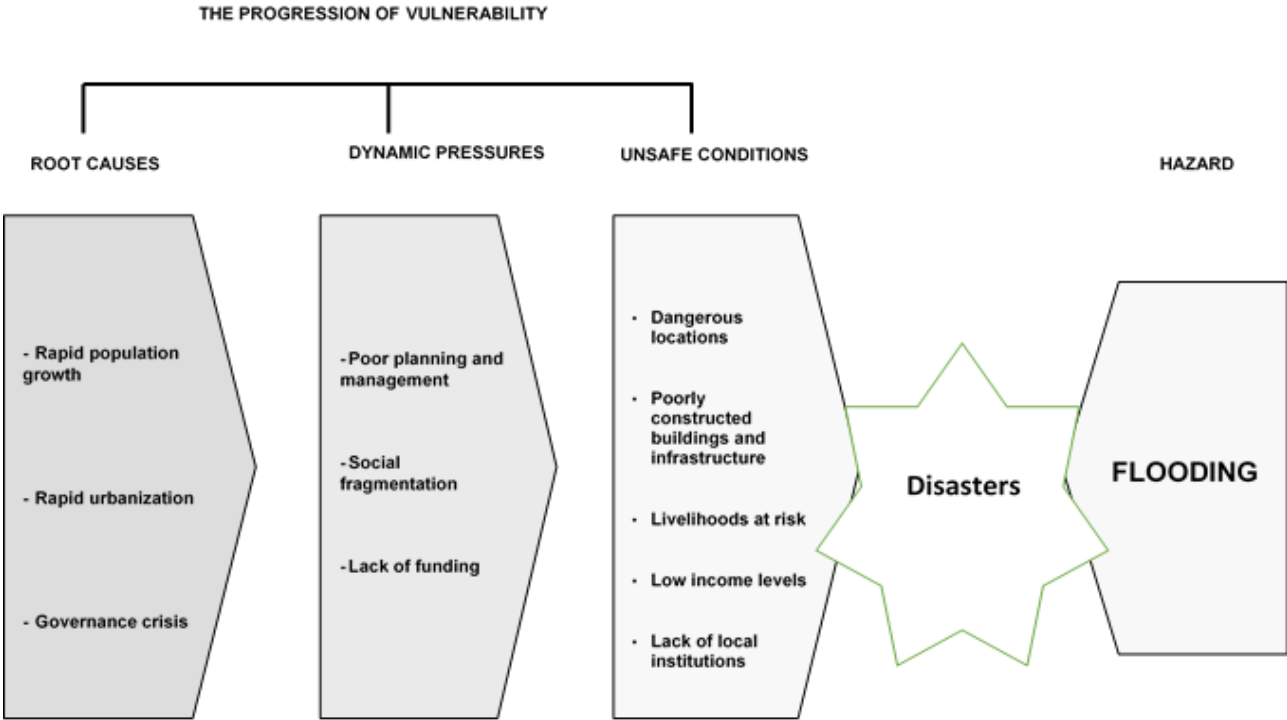 THE PROGRESSION OF VULNERABILITY
ROOT CAUSES
DYNAMIC PRESSURES
UNSAFE CONDITIONS
HAZARD
- Rapid population
growth
- Rapid urbanization
- Governance crisis
-Poor planning and
management
-Social
fragmentation
-Lack of funding
• Dangerous
locations
• Poorly
constructed
buildings and
infrastructure
• Livelihoods at risk
• Low income levels
• Lack of local
institutions
Disasters
FLOODING